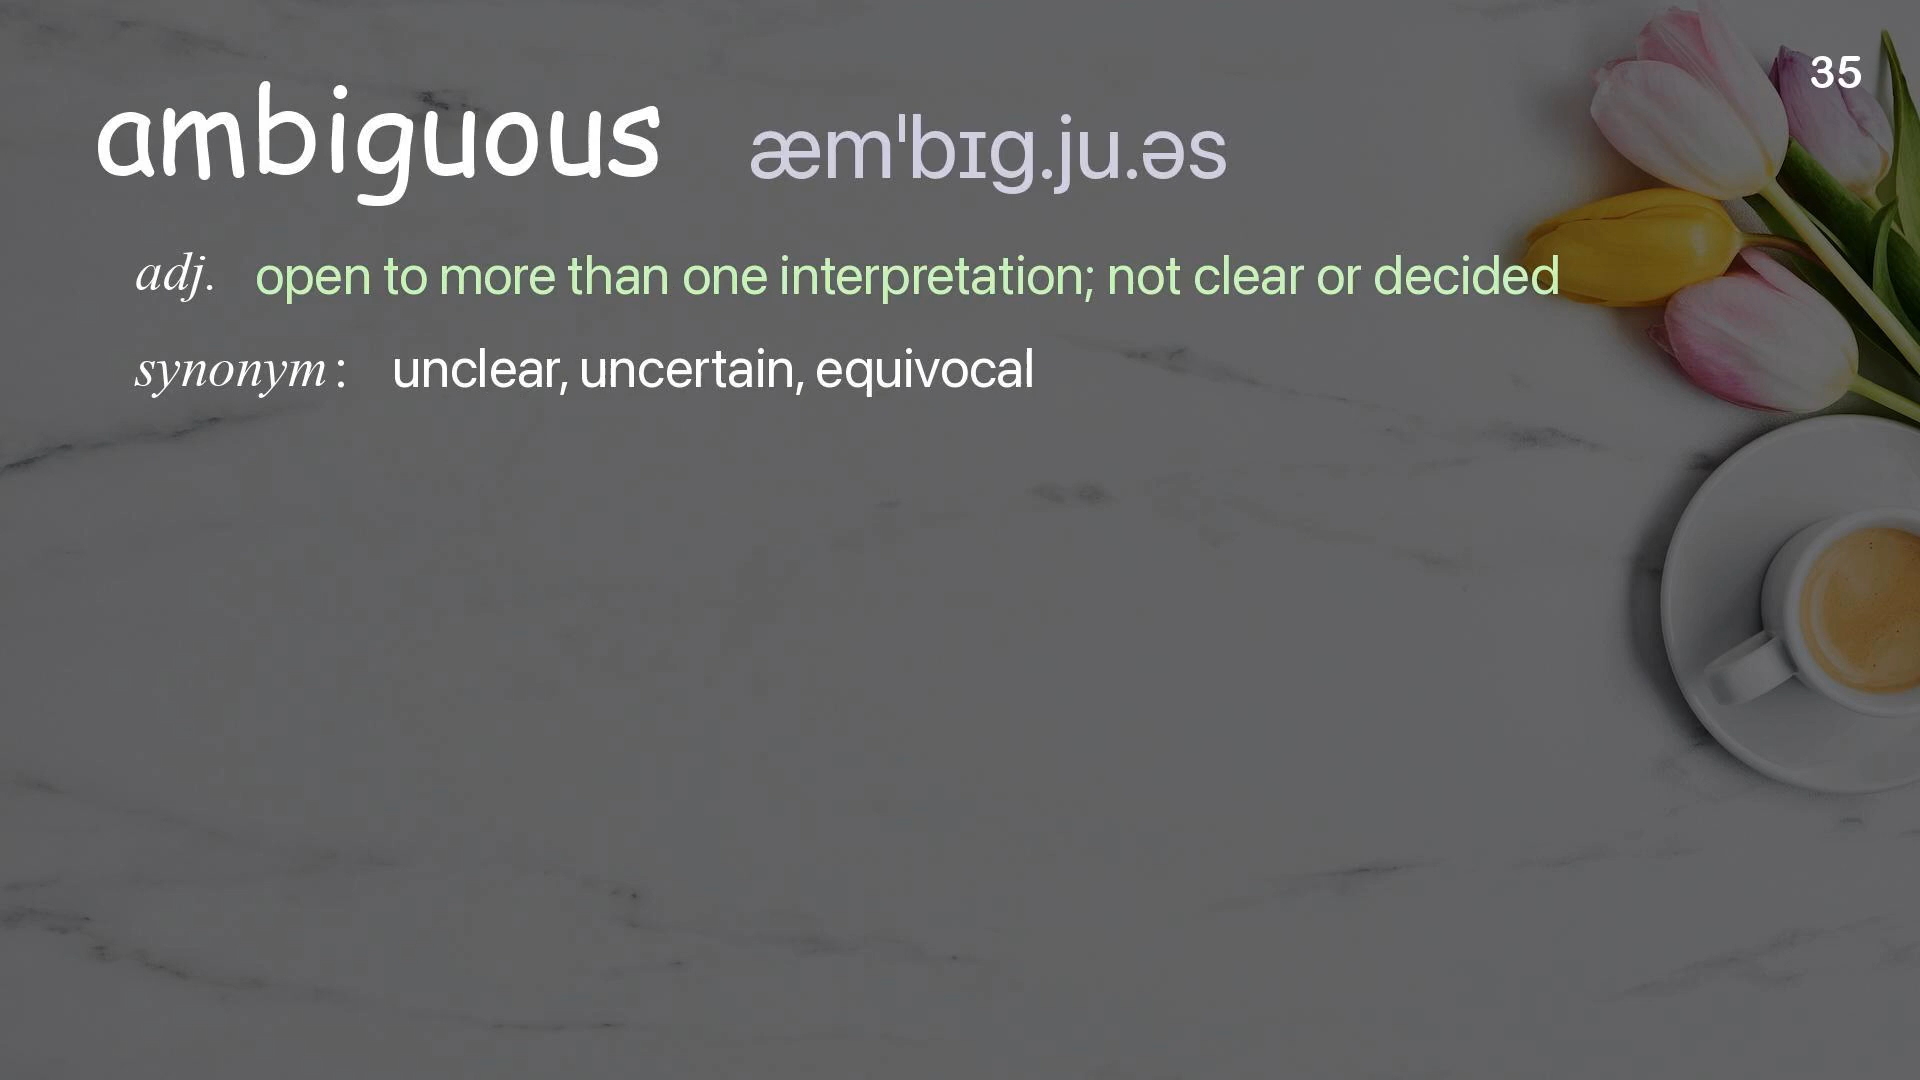 35
ambiguous æmˈbɪg.ju.əs
adj. open to more than one interpretation; not clear or decided
synonym: unclear, uncertain, equivocal